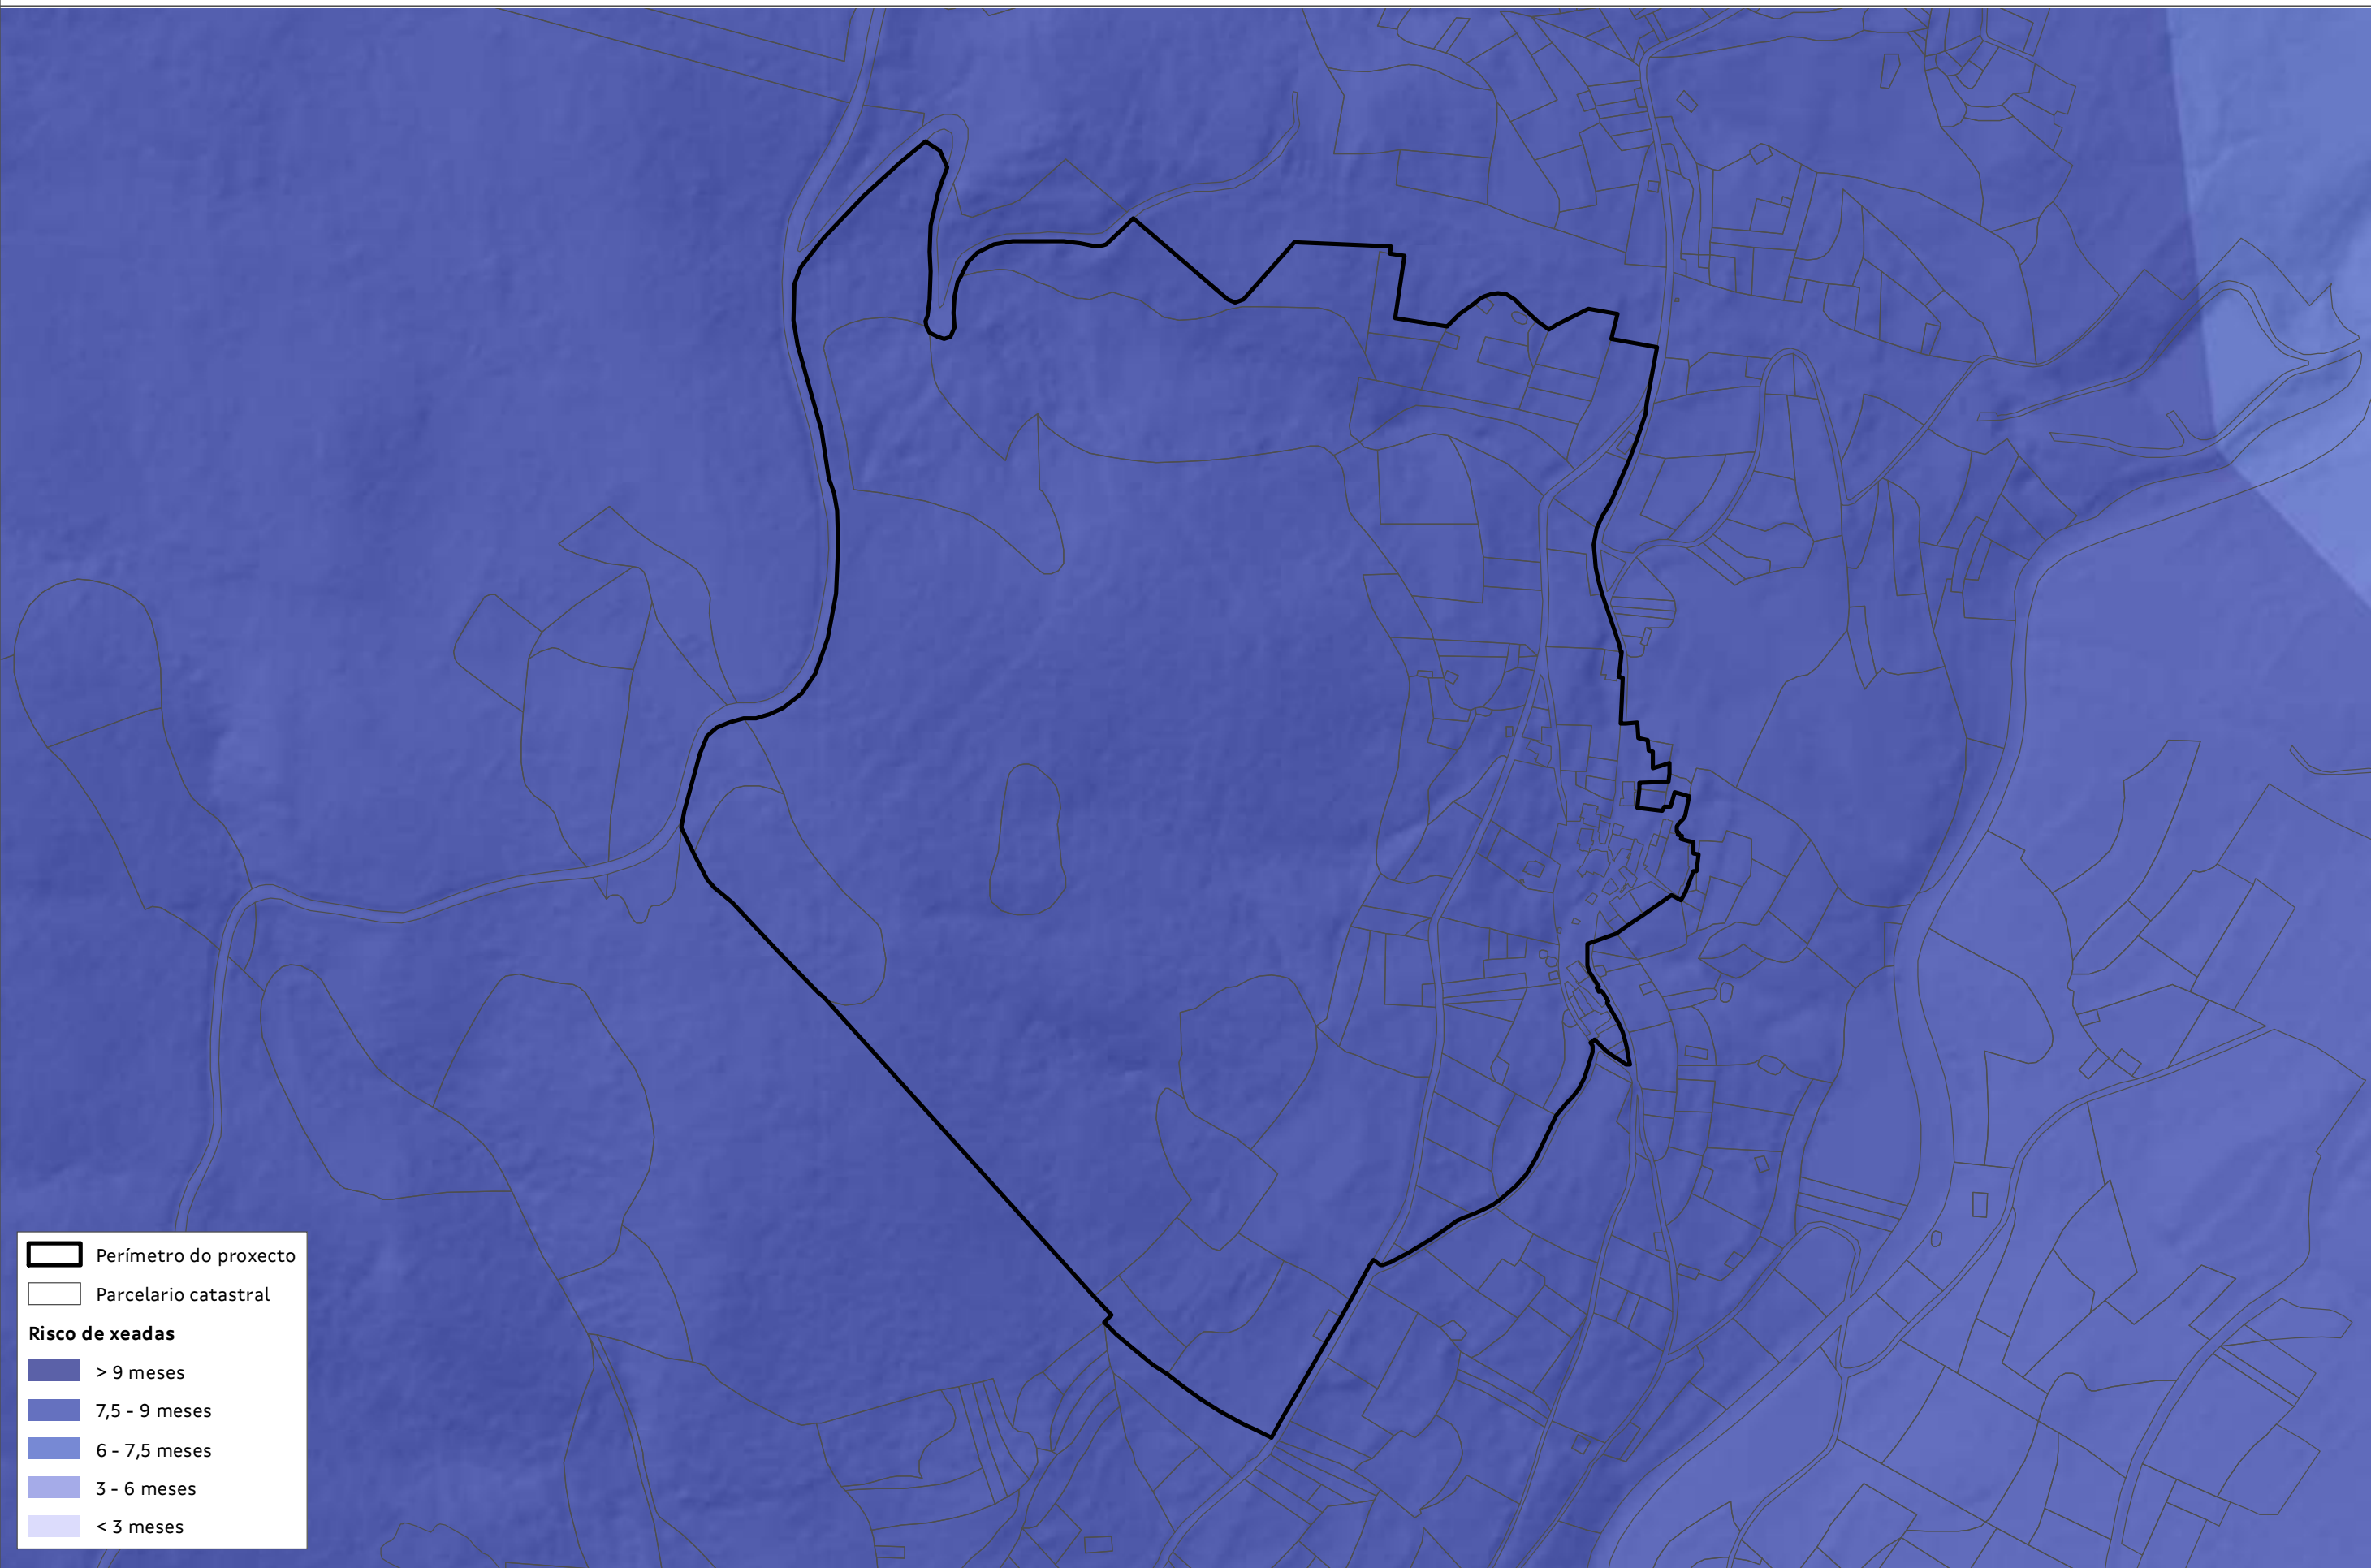 Perímetro do proxecto
Parcelario catastral
Risco de xeadas
> 9 meses
7,5 - 9 meses
6 - 7,5 meses
3 - 6 meses
< 3 meses